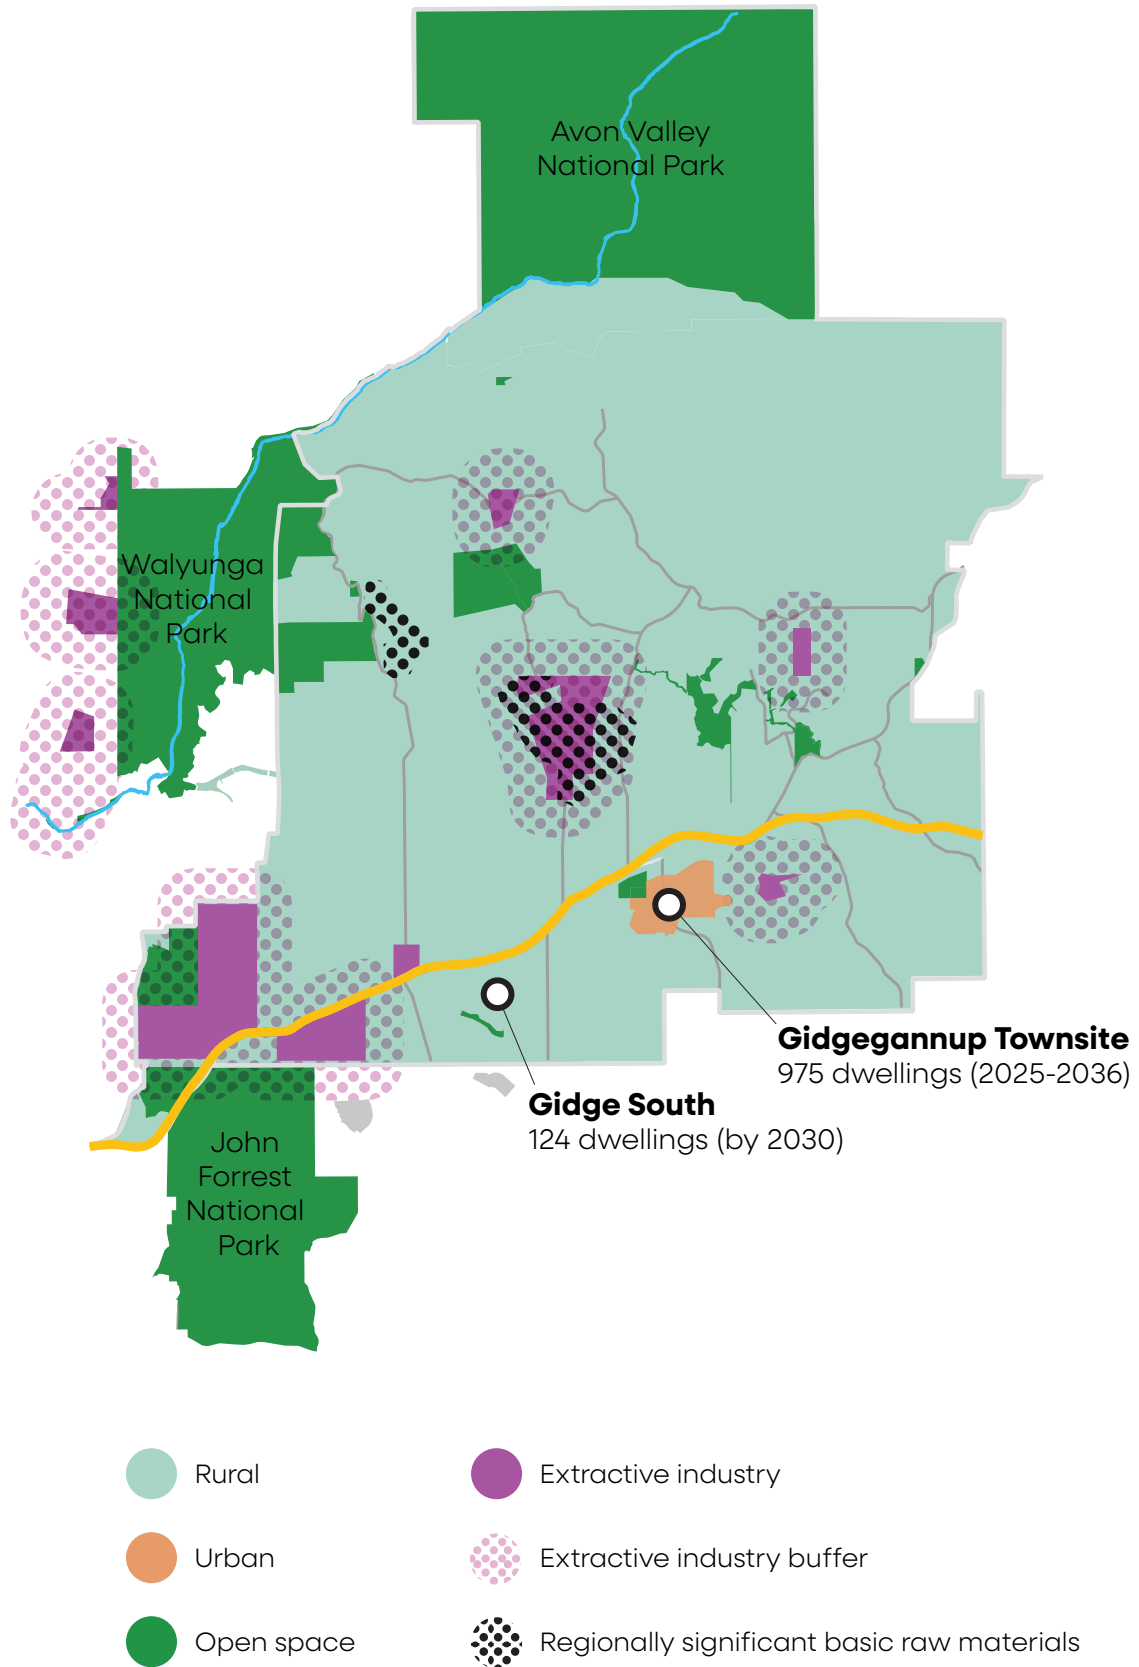 Avon Valley
National Park
Walyunga
National
Park
Gidgegannup Townsite
975 dwellings (2025-2036)
Gidge South
124 dwellings (by 2030)
John
Forrest
National
Park
Rural
Extractive industry
Urban
Extractive industry buffer
Open space
Regionally significant basic raw materials